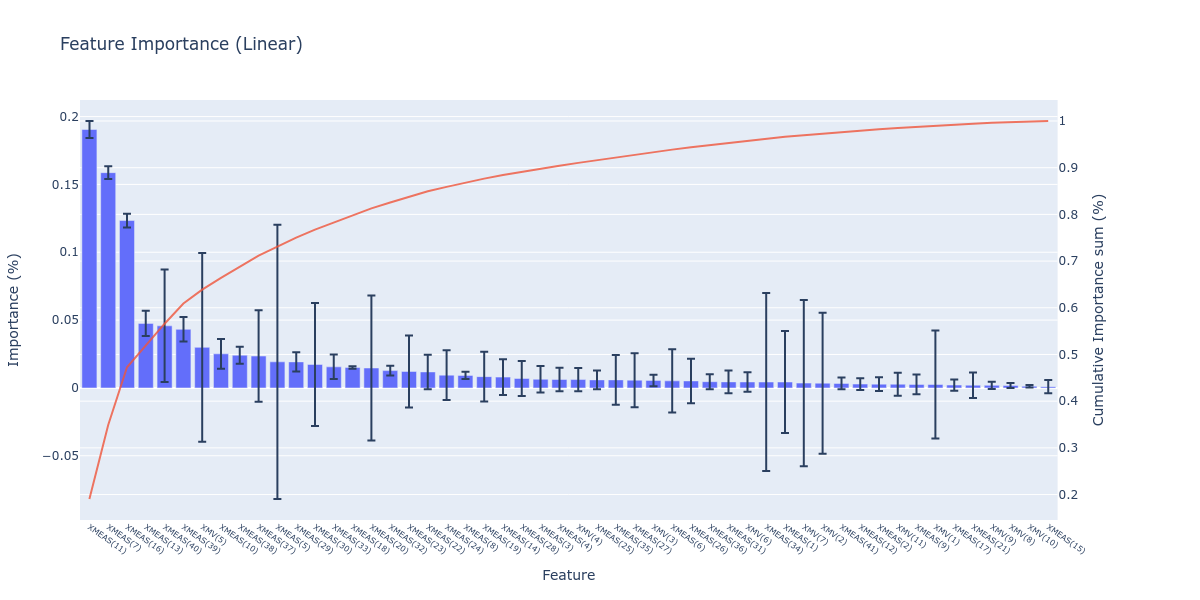 Feature Importance (Linear)
0.2
0.15
0.1
0.05
0
−0.05
Importance (%)
1
0.9
0.8
0.7
0.6
0.5
0.4
0.3
0.2
Cumulative Importance sum (%)
XMEAS(11)
XMEAS(7)
XMEAS(16)
XMEAS(13)
XMEAS(40)
XMEAS(39)
XMV(5)
XMEAS(10)
XMEAS(38)
XMEAS(37)
XMEAS(5)
XMEAS(29)
XMEAS(30)
XMEAS(33)
XMEAS(18)
XMEAS(20)
XMEAS(32)
XMEAS(23)
XMEAS(22)
XMEAS(24)
XMEAS(8)
XMEAS(19)
XMEAS(14)
XMEAS(28)
XMEAS(3)
XMEAS(4)
XMV(4)
XMEAS(25)
XMEAS(35)
XMEAS(27)
XMV(3)
XMEAS(6)
XMEAS(26)
XMEAS(36)
XMEAS(31)
XMV(6)
XMEAS(34)
XMEAS(1)
XMV(7)
XMV(2)
XMEAS(41)
XMEAS(12)
XMEAS(2)
XMV(11)
XMEAS(9)
XMV(1)
XMEAS(17)
XMEAS(21)
XMV(9)
XMV(8)
XMV(10)
XMEAS(15)
Feature